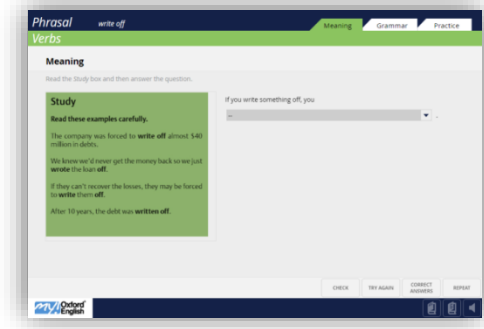 Phrasal write off
Verbs
Meaning Grammar Practice
Meaning
Read the Study box and then answer the question.
Study
Read these examples carefully.
The company was forced to write off almost $40
million in debts.
We knew we'd never get the money back so we just
wrote the loan off.
If they can't recover the losses, they may be forced
to write them off.
After 10 years, the debt was written off.
If you write something off, you
-- .
CHECK TRY AGAIN CORRECT ANSWERS REPEAT
My Oxford
English